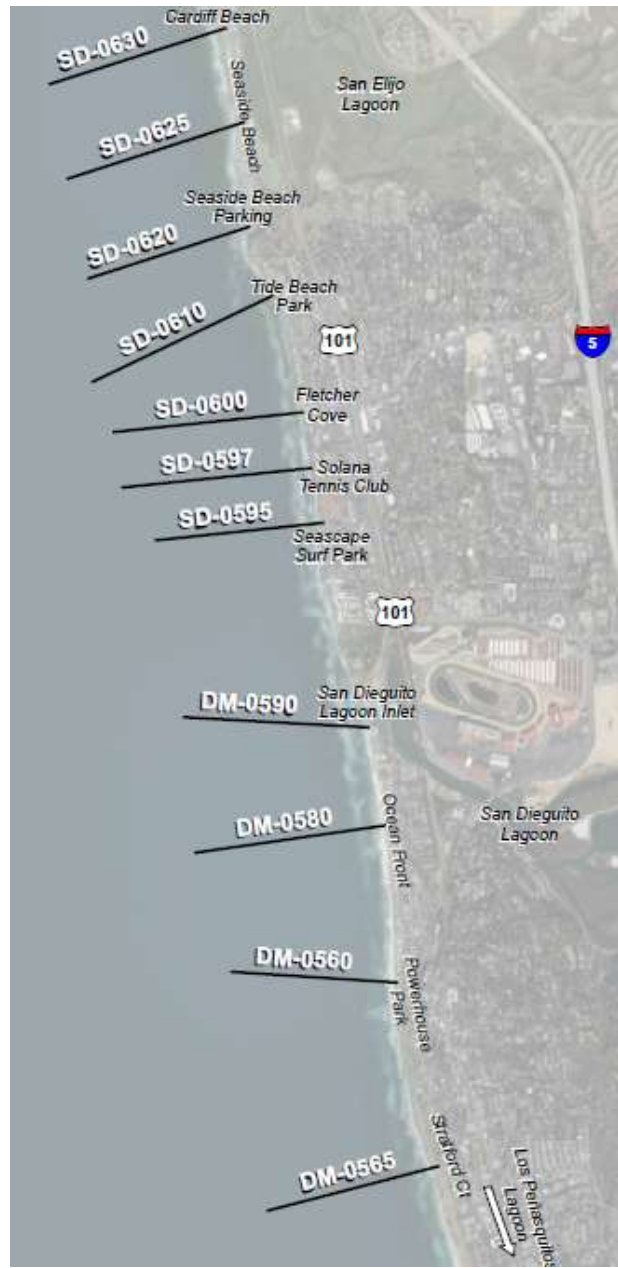 Cardiff Beach
SD-0630
San Elijo
Lagoon
Seaside Beach
SD-0625
Seaside Beach
Parking
SD-0620
Tide Beach
Park
SD-0610
101
5
Fletcher
Cove
SD-0600
Solana
Tennis Club
SD-0597
SD-0595
Seascape
Surf Park
101
San Dieguito
Lagoon Inlet
DM-0590
DM-0580
Ocean Front
San Dieguito
Lagoon
DM-0560
Powerhouse
Park
Stratford Ct
DM-0565
Los Peñasquitos
Lagoon